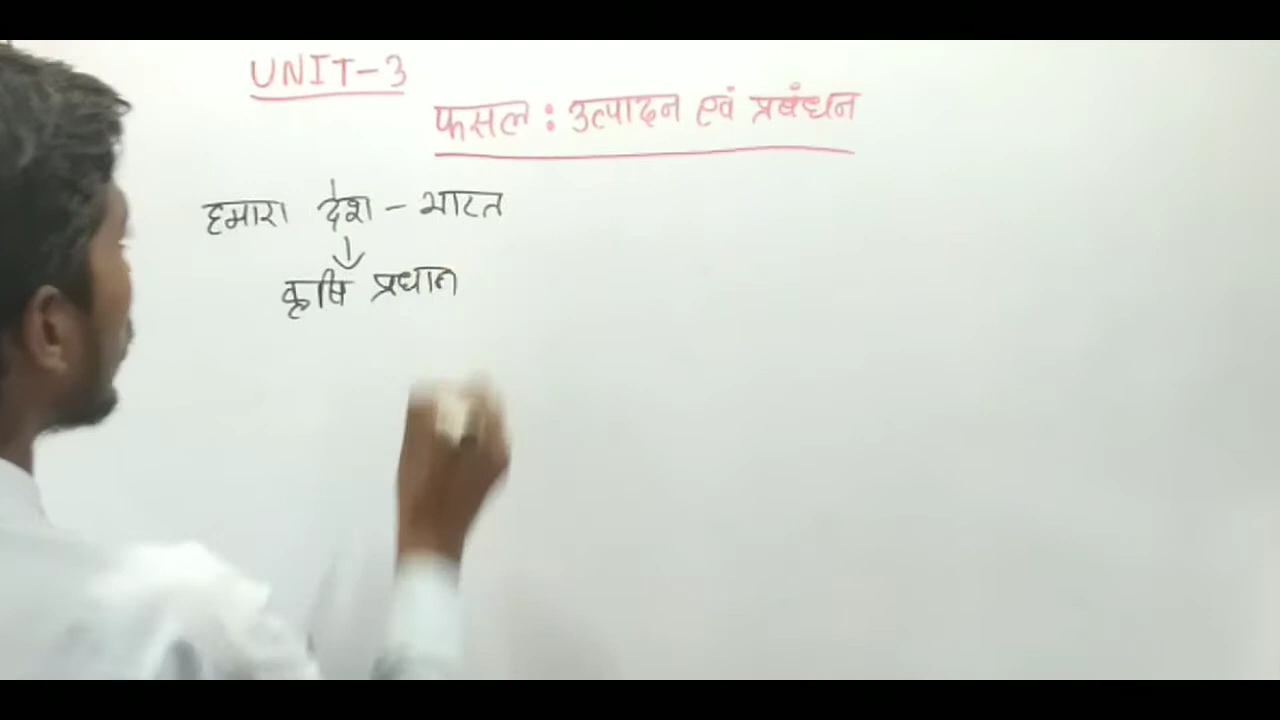 UNIT-3
फसल : उत्पादन एवं प्रबंधन
हमारा देश - भारत
कृषि प्रधान